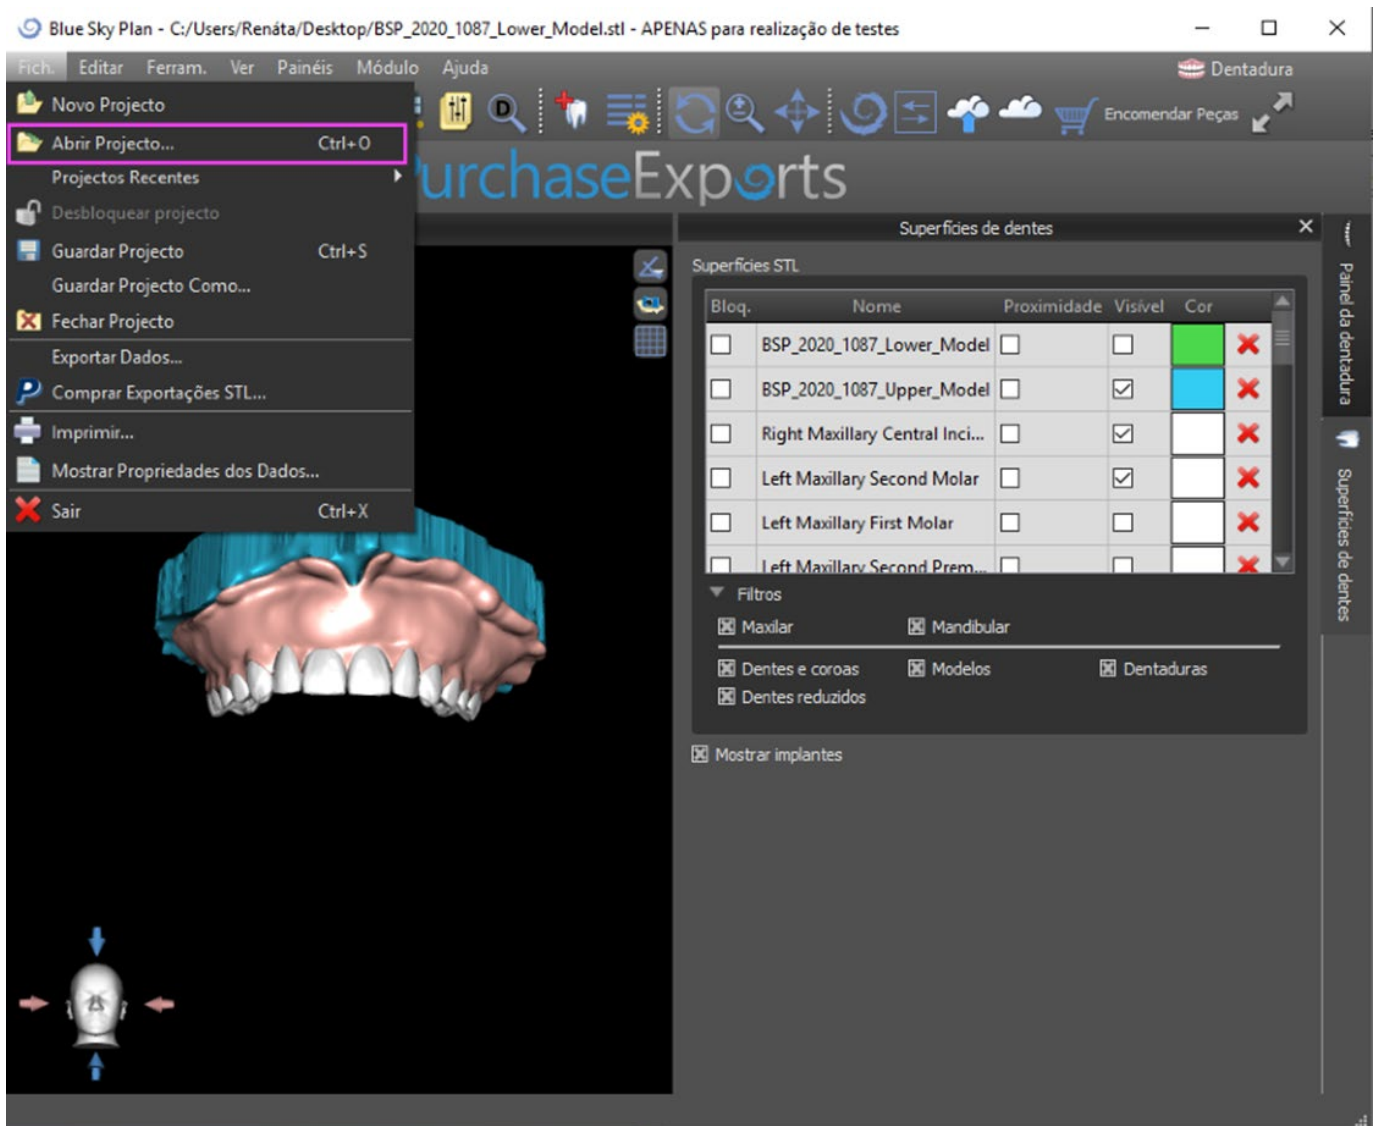 Blue Sky Plan - C:/Users/Renáta/Desktop/BSP_2020_1087_Lower_Model.stl - APENAS para realização de testes
Fich. Editar Ferram. Ver Painéis Módulo Ajuda Dentadura
Novo Projecto
D Encomendar Peças
Abrir Projecto... Ctrl+O
urchaseExports
Projectos Recentes
Desbloquear projecto
Guardar Projecto Ctrl+S
Guardar Projecto Como...
Fechar Projecto
Exportar Dados...
Comprar Exportações STL...
Imprimir...
Mostrar Propriedades dos Dados...
Sair Ctrl+X
Superfícies de dentes
Superfícies STL
Bloq. Nome Proximidade Visível Cor
BSP_2020_1087_Lower_Model
BSP_2020_1087_Upper_Model
Right Maxillary Central Inci...
Left Maxillary Second Molar
Left Maxillary First Molar
Left Maxillary Second Prem...
Filtros
Maxilar Mandibular
Dentes e coroas Modelos Dentaduras
Dentes reduzidos
Mostrar implantes
Painel da dentadura
Superfícies de dentes